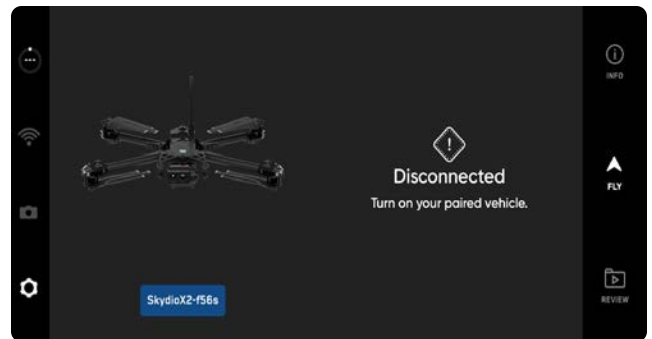 INFO
Disconnected
Turn on your paired vehicle.
FLY
SkydioX2-f56s
REVIEW